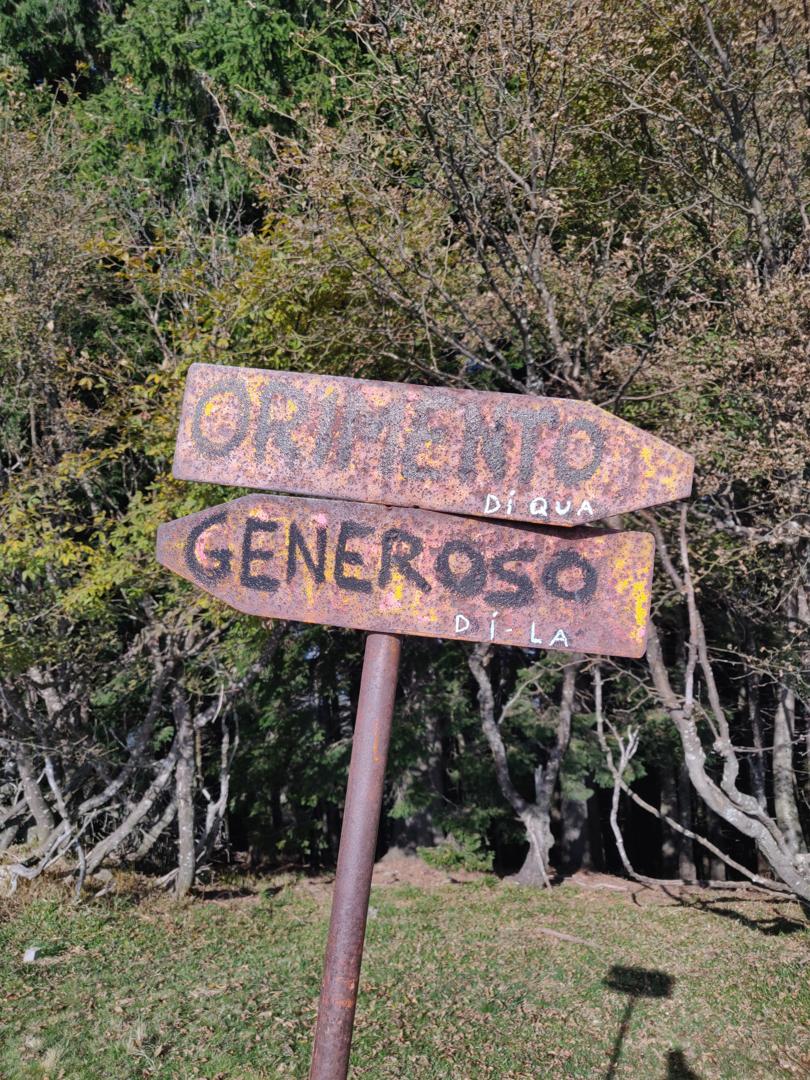 ORIMENTO
DÍ QUA
GENEROSO
DÍ-LA